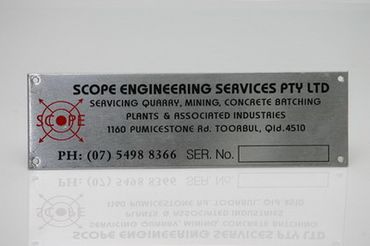 SCOPE ENGINEERING SERVICES PTY LTD
SERVICING QUARRY, MINING, CONCRETE BATCHING
PLANTS & ASSOCIATED INDUSTRIES
1160 PUMICESTONE Rd. TOORBUL, Qld.4510
SCOPE
PH: (07) 5498 8366 SER. No.